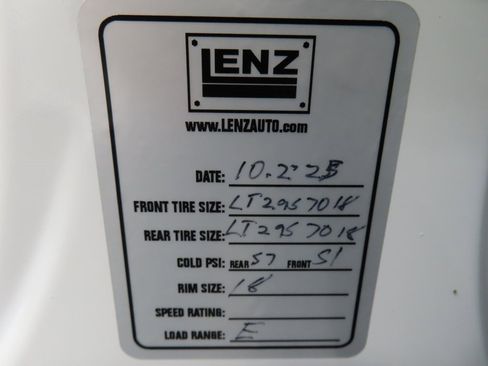 LENZ
www.LENZAUTO.com
DATE: 10.2.23
FRONT TIRE SIZE: LT2957018
REAR TIRE SIZE: LT2957018
COLD PSI: REAR 57 FRONT 51
RIM SIZE: 18
SPEED RATING:
LOAD RANGE: E